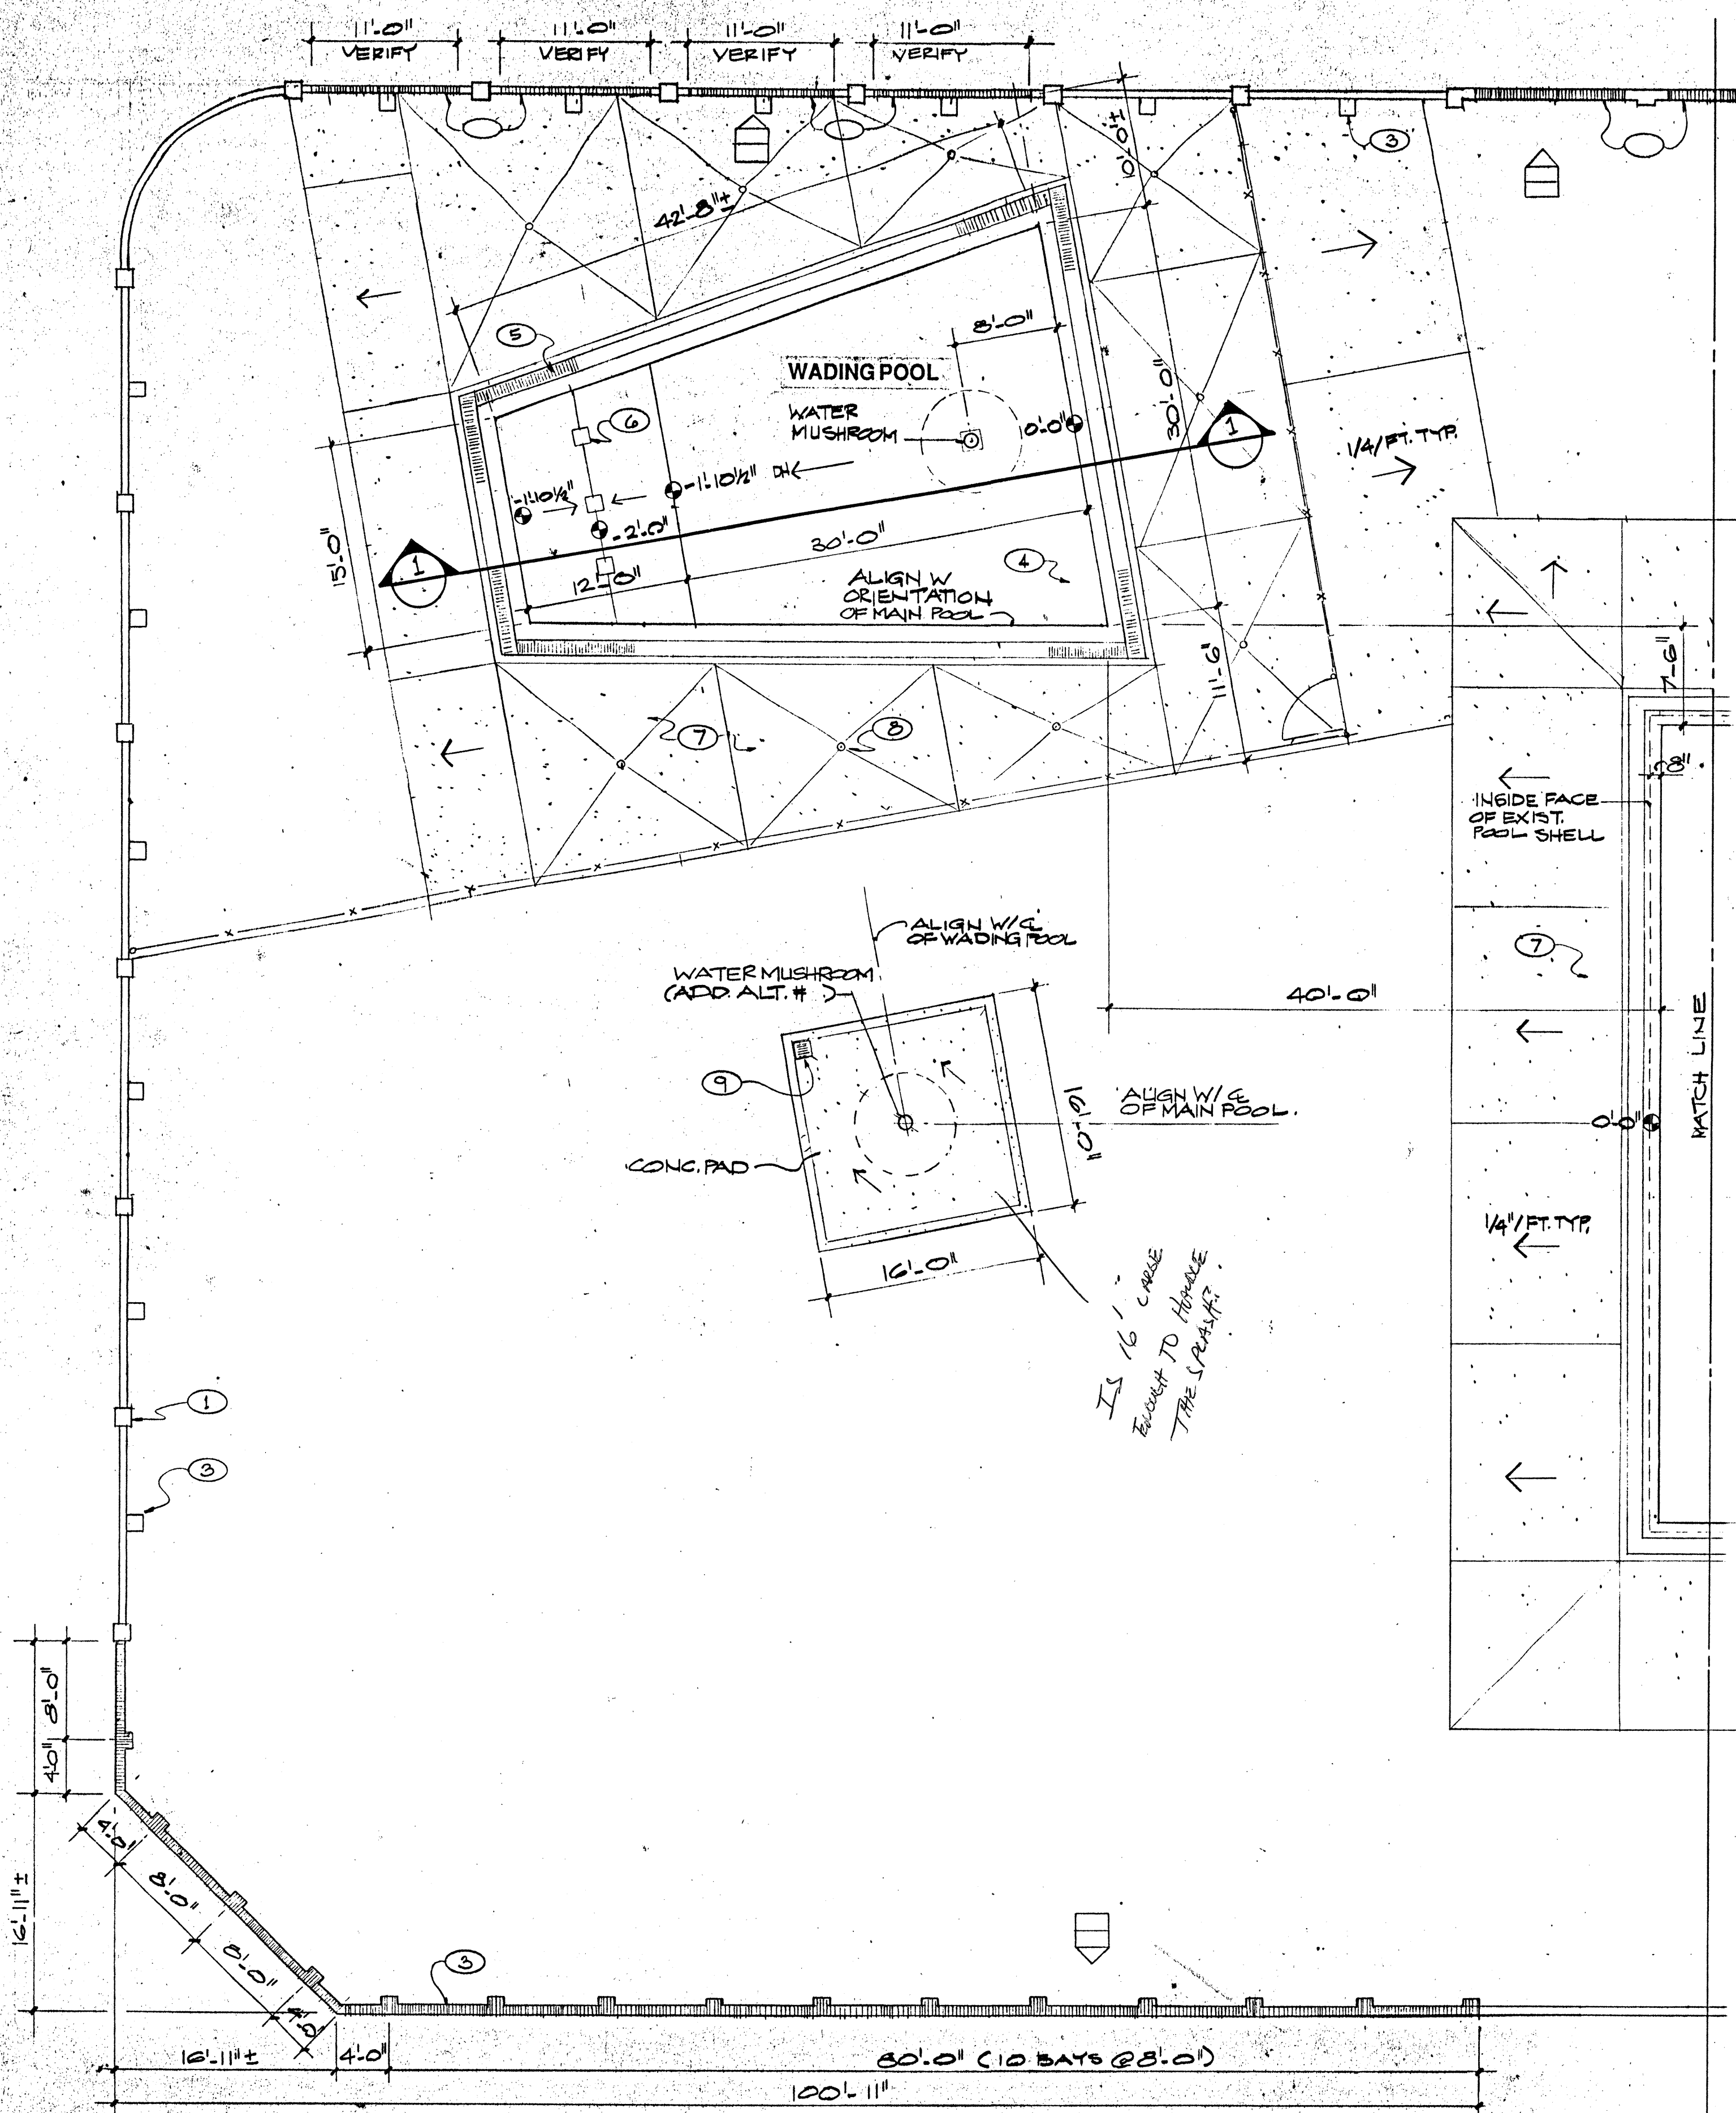 11'-0"
VERIFY
11'-0"
VERIFY
11'-0"
VERIFY
11'-0"
VERIFY
3
10'-0"±
42'-8"±
8'-0"
5
WADING POOL
WATER
MUSHROOM
0'-0"
30'-0"
1
1/4/FT. TYP.
6
-1'-10 1/2"
-1'-10 1/2" DN
-2'-0"
15'-0"
1
30'-0"
12'-0"
4
ALIGN W
ORIENTATION
OF MAIN POOL
11'-6"
7'-6"
7
8
8"
INSIDE FACE
OF EXIST.
POOL SHELL
ALIGN W/ ℄
OF WADING POOL
WATER MUSHROOM
(ADD. ALT. # )
7
40'-0"
MATCH LINE
9
16'-0"
ALIGN W/ ℄
OF MAIN POOL.
0'-0"
CONC. PAD
1/4"/FT. TYP.
16'-0"
IS 16' LARGE
ENOUGH TO HANDLE
THE SPLASH?
1
3
8'-0"
4'-0"
4'-0"
8'-0"
8'-0"
4'-0"
16'-11"±
3
16'-11"±
4'-0"
80'-0" (10 BAYS @ 8'-0")
100'-11"